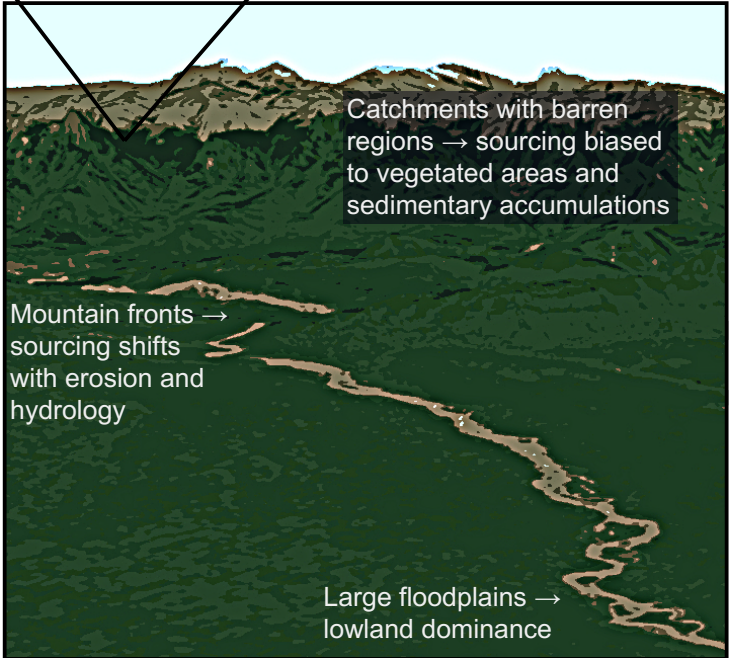 Catchments with barren
regions → sourcing biased
to vegetated areas and
sedimentary accumulations
Mountain fronts →
sourcing shifts
with erosion and
hydrology
Large floodplains →
lowland dominance